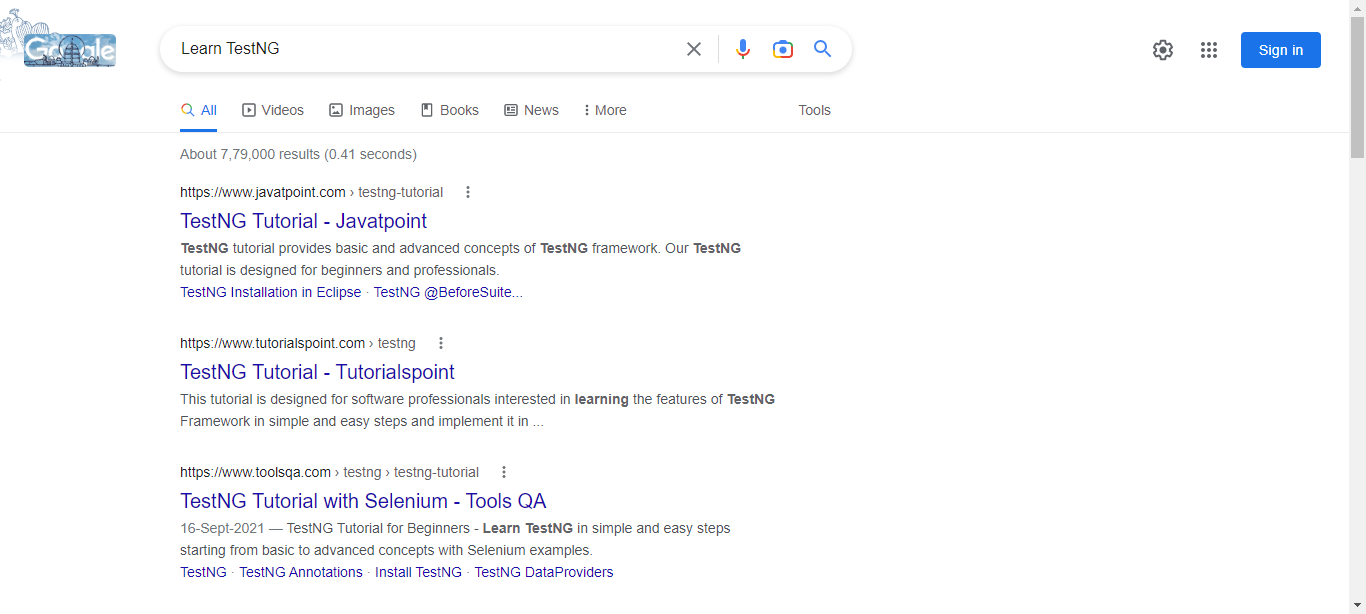 Google
Learn TestNG
Sign in
All
Videos
Images
Books
News
More
Tools
About 7,79,000 results (0.41 seconds)
https://www.javatpoint.com › testng-tutorial
TestNG Tutorial - Javatpoint
TestNG tutorial provides basic and advanced concepts of TestNG framework. Our TestNG
tutorial is designed for beginners and professionals.
TestNG Installation in Eclipse · TestNG @BeforeSuite...
https://www.tutorialspoint.com › testng
TestNG Tutorial - Tutorialspoint
This tutorial is designed for software professionals interested in learning the features of TestNG
Framework in simple and easy steps and implement it in ...
https://www.toolsqa.com › testng › testng-tutorial
TestNG Tutorial with Selenium - Tools QA
16-Sept-2021 — TestNG Tutorial for Beginners - Learn TestNG in simple and easy steps
starting from basic to advanced concepts with Selenium examples.
TestNG · TestNG Annotations · Install TestNG · TestNG DataProviders